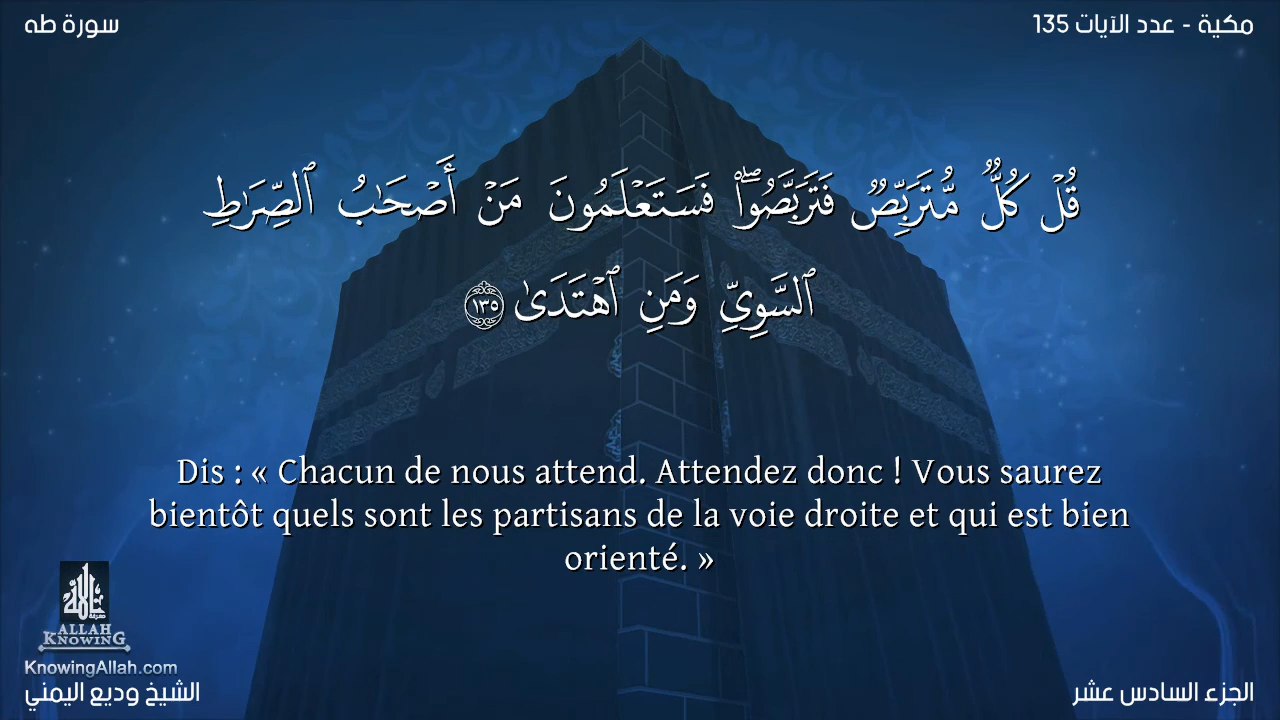 مكية - عدد الآيات 135
سورة طه
قُلْ كُلٌّ مُّتَرَبِّصٌ فَتَرَبَّصُوا۟ ۖ فَسَتَعْلَمُونَ مَنْ أَصْحَـٰبُ ٱلصِّرَٰطِ
ٱلسَّوِىِّ وَمَنِ ٱهْتَدَىٰ ١٣٥
Dis : « Chacun de nous attend. Attendez donc ! Vous saurez
bientôt quels sont les partisans de la voie droite et qui est bien
orienté. »
ALLAH
KNOWING
KnowingAllah.com
الشيخ وديع اليمني
الجزء السادس عشر